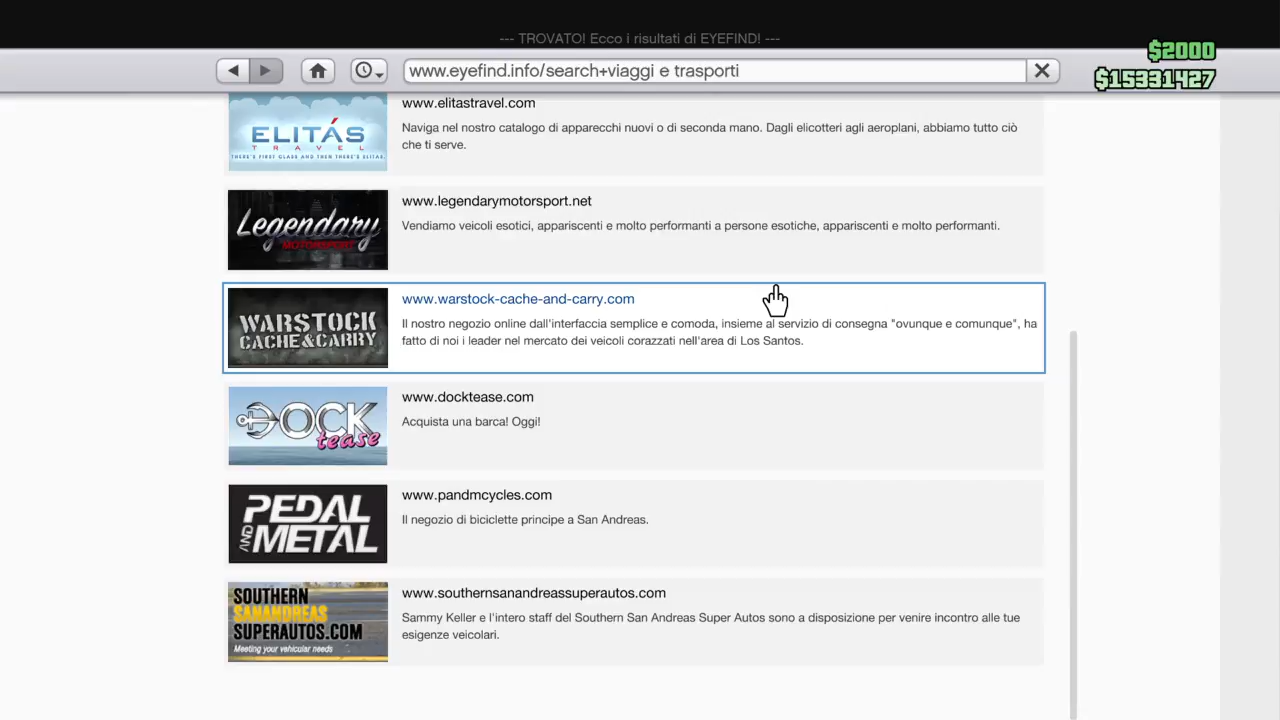 --- TROVATO! Ecco i risultati di EYEFIND! ---
$2000
www.eyefind.info/search+viaggi e trasporti
$15331427
ELITÁS
TRAVEL
THERE'S FIRST CLASS AND THEN THERE'S ELITAS.
www.elitastravel.com
Naviga nel nostro catalogo di apparecchi nuovi o di seconda mano. Dagli elicotteri agli aeroplani, abbiamo tutto ciò
che ti serve.
Legendary
MOTORSPORT
www.legendarymotorsport.net
Vendiamo veicoli esotici, appariscenti e molto performanti a persone esotiche, appariscenti e molto performanti.
WARSTOCK
CACHE&CARRY
www.warstock-cache-and-carry.com
Il nostro negozio online dall'interfaccia semplice e comoda, insieme al servizio di consegna "ovunque e comunque", ha
fatto di noi i leader nel mercato dei veicoli corazzati nell'area di Los Santos.
DOCK
tease
www.docktease.com
Acquista una barca! Oggi!
PEDAL
AND METAL
www.pandmcycles.com
Il negozio di biciclette principe a San Andreas.
SOUTHERN
SANANDREAS
SUPERAUTOS.COM
Meeting your vehicular needs
www.southernsanandreassuperautos.com
Sammy Keller e l'intero staff del Southern San Andreas Super Autos sono a disposizione per venire incontro alle tue
esigenze veicolari.